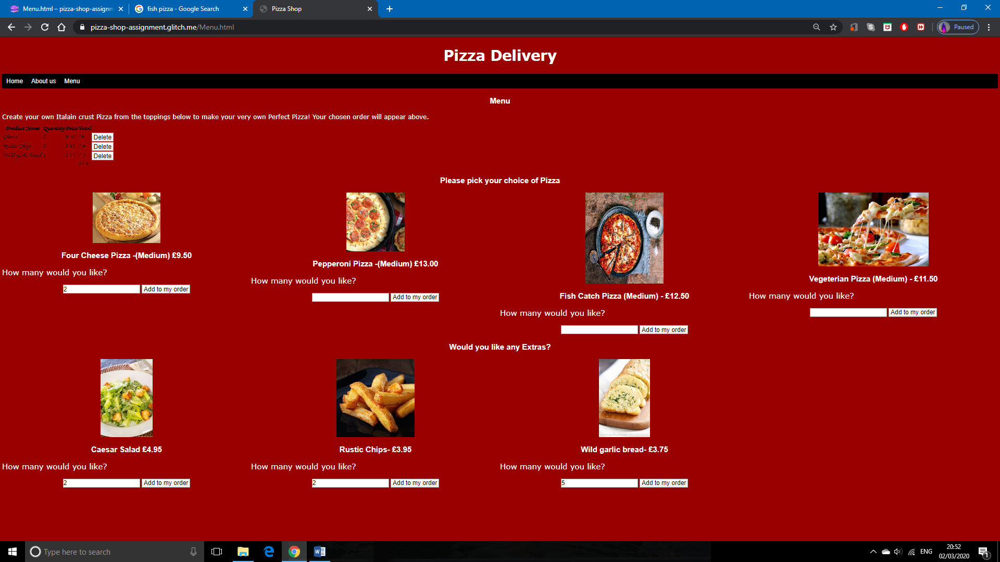 Menu.html – pizza-shop-assignm
fish pizza - Google Search
Pizza Shop
pizza-shop-assignment.glitch.me/Menu.html
Paused
Pizza Delivery
Home About us Menu
Menu
Create your own Italain crust Pizza from the toppings below to make your very own Perfect Pizza! Your chosen order will appear above.
Product Name Quantity Price Total
Cheese 2 9.50 19 Delete
Rustic Chips 2 3.95 7.9 Delete
Wild garlic bread 2 3.75 7.5 Delete
34.4
Please pick your choice of Pizza
Four Cheese Pizza -(Medium) £9.50
How many would you like?
2 Add to my order
Pepperoni Pizza -(Medium) £13.00
How many would you like?
Add to my order
Fish Catch Pizza (Medium) - £12.50
How many would you like?
Add to my order
Vegeterian Pizza (Medium) - £11.50
How many would you like?
Add to my order
Would you like any Extras?
Caesar Salad £4.95
How many would you like?
2 Add to my order
Rustic Chips- £3.95
How many would you like?
2 Add to my order
Wild garlic bread- £3.75
How many would you like?
5 Add to my order
Type here to search
ENG
20:52
02/03/2020
1